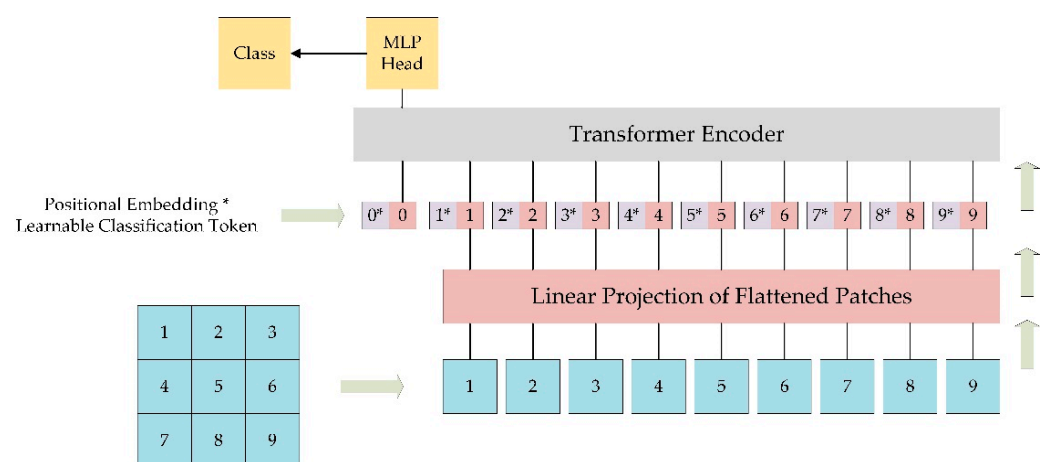 Class
MLP
Head
Transformer Encoder
Positional Embedding *
Learnable Classification Token
0* 0 1* 1 2* 2 3* 3 4* 4 5* 5 6* 6 7* 7 8* 8 9* 9
Linear Projection of Flattened Patches
1 2 3
4 5 6
7 8 9
1 2 3 4 5 6 7 8 9